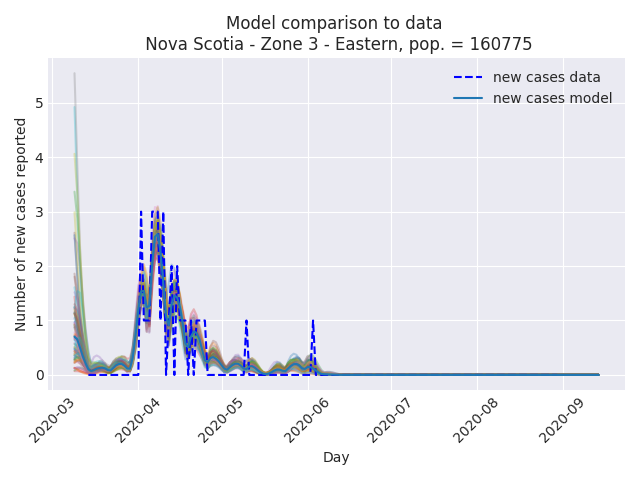 Model comparison to data
Nova Scotia - Zone 3 - Eastern, pop. = 160775
new cases data
new cases model
Number of new cases reported
5
4
3
2
1
0
2020-03
2020-04
2020-05
2020-06
2020-07
2020-08
2020-09
Day